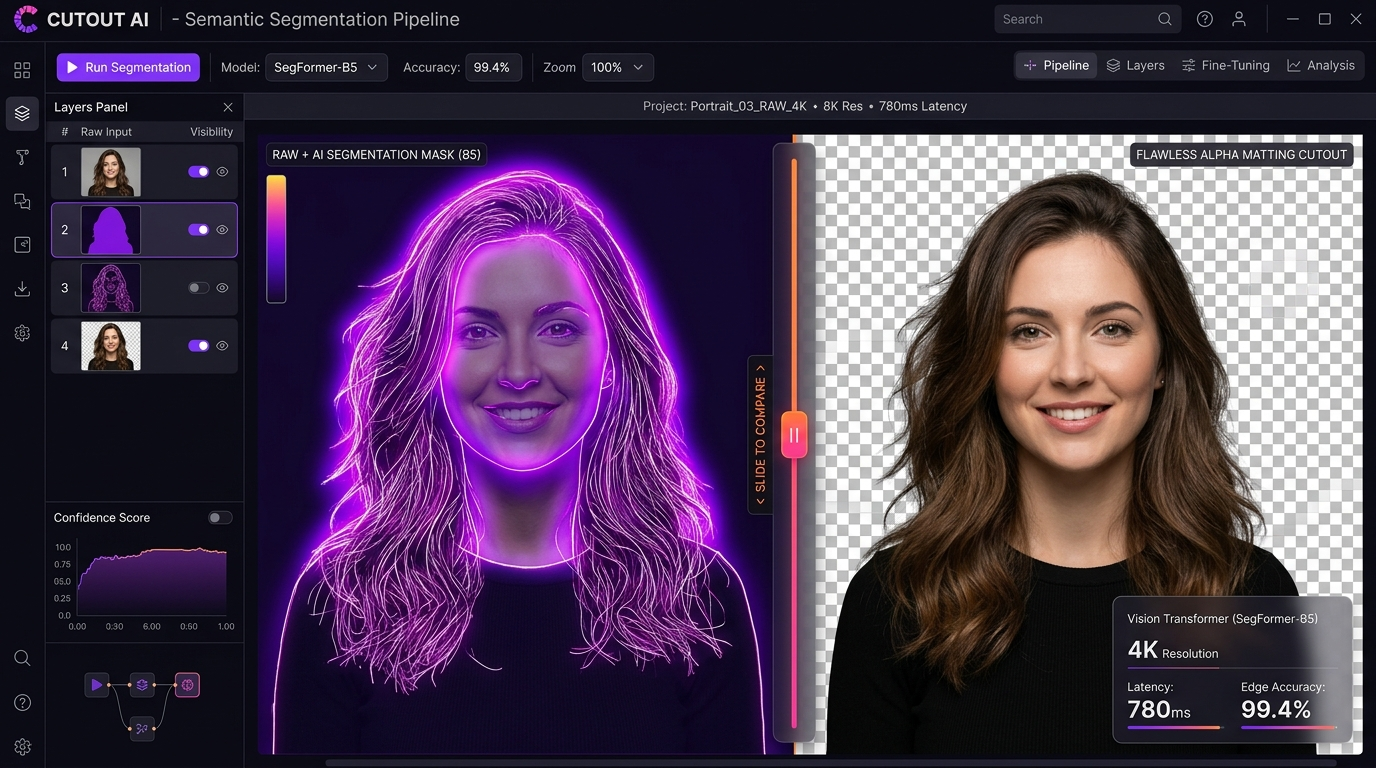 CUTOUT AI - Semantic Segmentation Pipeline
Search
Run Segmentation
Model: SegFormer-B5
Accuracy: 99.4%
Zoom 100%
Pipeline
Layers
Fine-Tuning
Analysis
Layers Panel
Project: Portrait_03_RAW_4K • 8K Res • 780ms Latency
# Raw Input Visibility
1
2
3
4
RAW + AI SEGMENTATION MASK (85)
FLAWLESS ALPHA MATTING CUTOUT
< SLIDE TO COMPARE >
Confidence Score
100
0.75
05.0
0.25
0.0
0.00 0:30 6.00 0:50 1.00
Vision Transformer (SegFormer-B5)
4K Resolution
Latency: Edge Accuracy:
780ms 99.4%